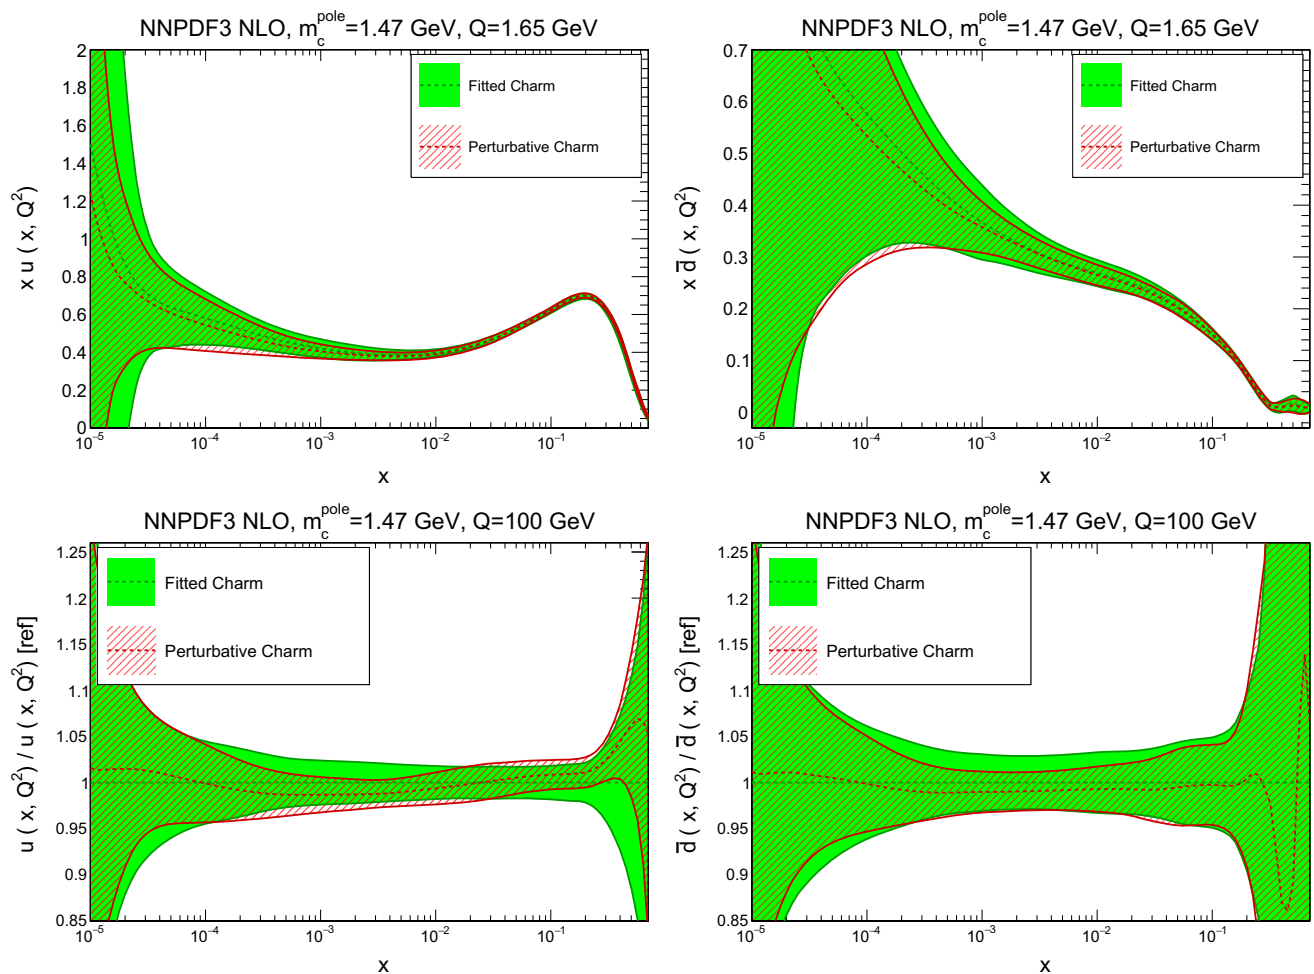 NNPDF3 NLO, m_c^pole=1.47 GeV, Q=1.65 GeV
x u ( x, Q²)
2
1.8
1.6
1.4
1.2
1
0.8
0.6
0.4
0.2
0
Fitted Charm
Perturbative Charm
10⁻⁵ 10⁻⁴ 10⁻³ 10⁻² 10⁻¹
x
NNPDF3 NLO, m_c^pole=1.47 GeV, Q=1.65 GeV
x d̅ ( x, Q²)
0.7
0.6
0.5
0.4
0.3
0.2
0.1
0
Fitted Charm
Perturbative Charm
10⁻⁵ 10⁻⁴ 10⁻³ 10⁻² 10⁻¹
x
NNPDF3 NLO, m_c^pole=1.47 GeV, Q=100 GeV
u ( x, Q²) / u ( x, Q²) [ref]
1.25
1.2
1.15
1.1
1.05
1
0.95
0.9
0.85
Fitted Charm
Perturbative Charm
10⁻⁵ 10⁻⁴ 10⁻³ 10⁻² 10⁻¹
x
NNPDF3 NLO, m_c^pole=1.47 GeV, Q=100 GeV
d̅ ( x, Q²) / d̅ ( x, Q²) [ref]
1.25
1.2
1.15
1.1
1.05
1
0.95
0.9
0.85
Fitted Charm
Perturbative Charm
10⁻⁵ 10⁻⁴ 10⁻³ 10⁻² 10⁻¹
x